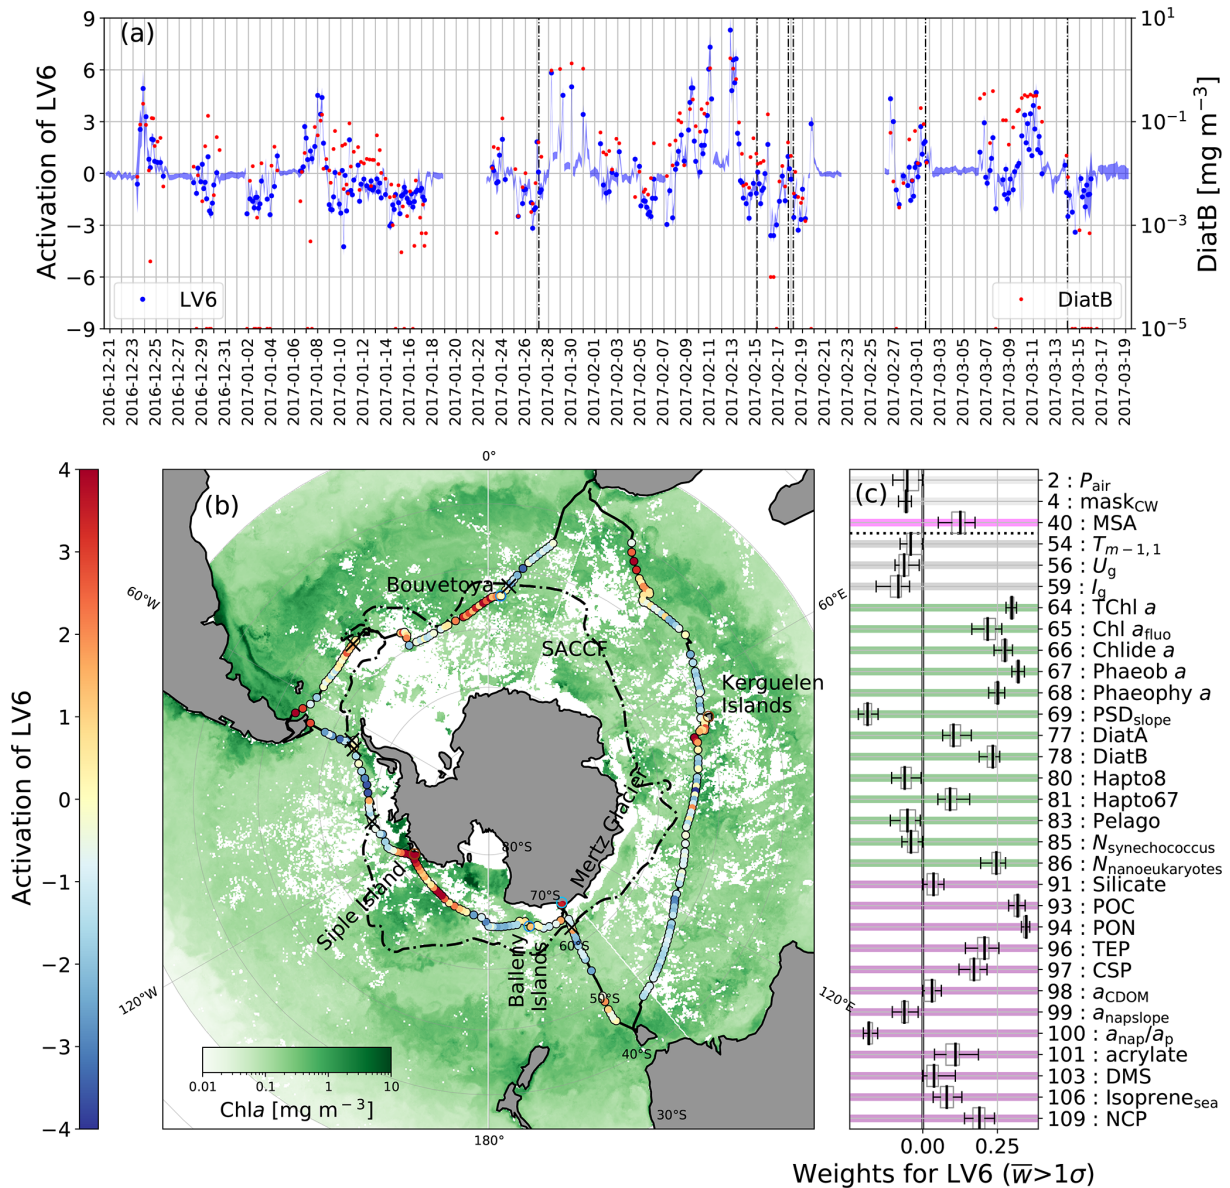 (a)
9
6
3
0
−3
−6
−9
Activation of LV6
10^1
10^−1
10^−3
10^−5
DiatB [mg m^−3]
LV6
DiatB
2016-12-21
2016-12-23
2016-12-25
2016-12-27
2016-12-29
2016-12-31
2017-01-02
2017-01-04
2017-01-06
2017-01-08
2017-01-10
2017-01-12
2017-01-14
2017-01-16
2017-01-18
2017-01-20
2017-01-22
2017-01-24
2017-01-26
2017-01-28
2017-01-30
2017-02-01
2017-02-03
2017-02-05
2017-02-07
2017-02-09
2017-02-11
2017-02-13
2017-02-15
2017-02-17
2017-02-19
2017-02-21
2017-02-23
2017-02-25
2017-02-27
2017-03-01
2017-03-03
2017-03-05
2017-03-07
2017-03-09
2017-03-11
2017-03-13
2017-03-15
2017-03-17
2017-03-19
4
3
2
1
0
−1
−2
−3
−4
Activation of LV6
(b)
0°
60°W
60°E
120°W
120°E
180°
Bouvetoya
SACCF
Kerguelen
Islands
Mertz Glacier
Siple Island
Balleny
Islands
80°S
70°S
60°S
50°S
40°S
30°S
0.01
0.1
1
10
Chla [mg m^−3]
(c)
2 : P_air
4 : mask_CW
40 : MSA
54 : T_m−1,1
56 : U_g
59 : I_g
64 : TChl a
65 : Chl a_fluo
66 : Chlide a
67 : Phaeob a
68 : Phaeophy a
69 : PSD_slope
77 : DiatA
78 : DiatB
80 : Hapto8
81 : Hapto67
83 : Pelago
85 : N_synechococcus
86 : N_nanoeukaryotes
91 : Silicate
93 : POC
94 : PON
96 : TEP
97 : CSP
98 : a_CDOM
99 : a_napslope
100 : a_nap/a_p
101 : acrylate
103 : DMS
106 : Isoprene_sea
109 : NCP
0.00
0.25
Weights for LV6 (w̅>1σ)